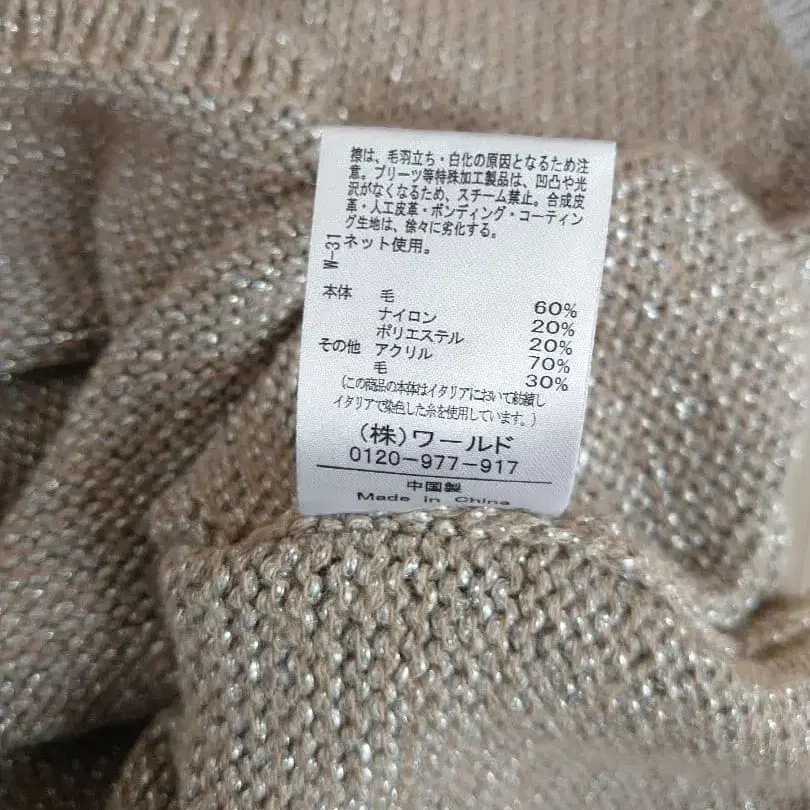 擦は、毛羽立ち・白化の原因となるため注
意。プリーツ等特殊加工製品は、凹凸や光
沢がなくなるため、スチーム禁止。合成皮
革・人工皮革・ボンディング・コーティン
グ生地は、徐々に劣化する。
ネット使用。
W-31
本体 毛 60%
ナイロン 20%
ポリエステル 20%
その他 アクリル 70%
毛 30%
(この商品の本体はイタリアにおいて紡績し
イタリアで染色した糸を使用しています。)
(株)ワールド
0120-977-917
中国製
Made in China